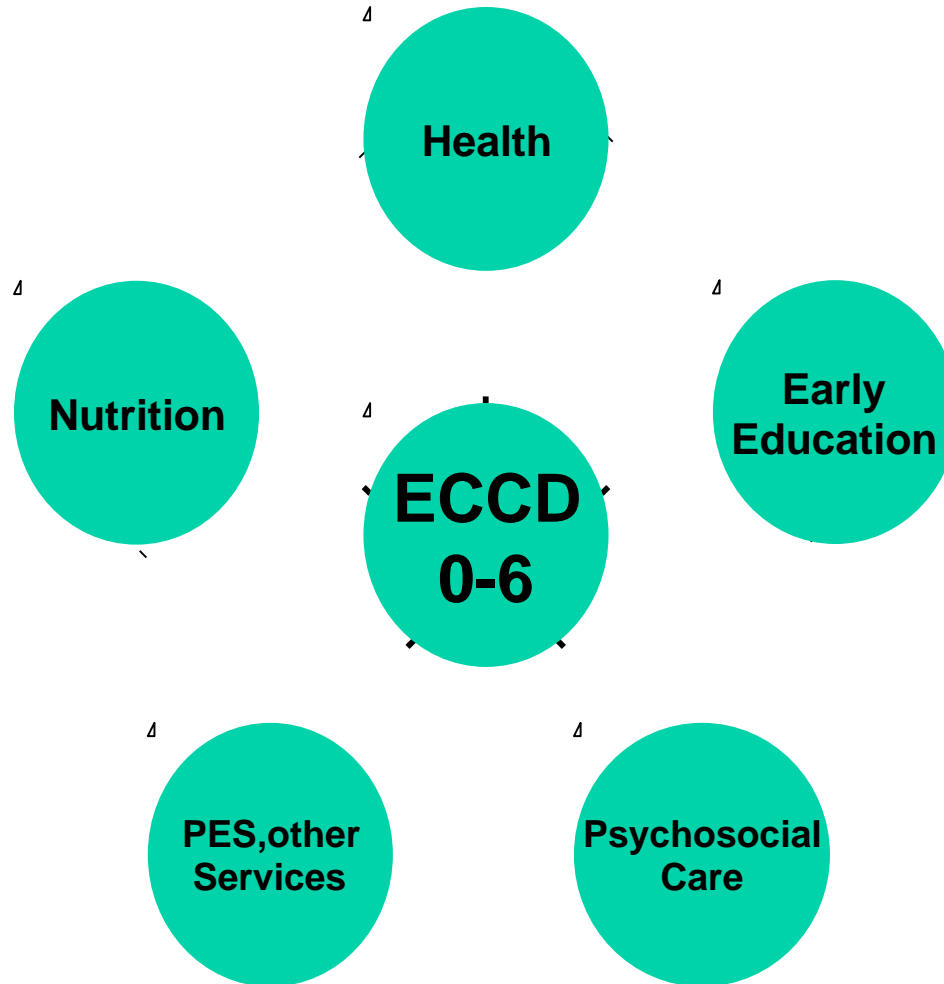 Health
Nutrition
Early
Education
ECCD
0-6
PES,other
Services
Psychosocial
Care